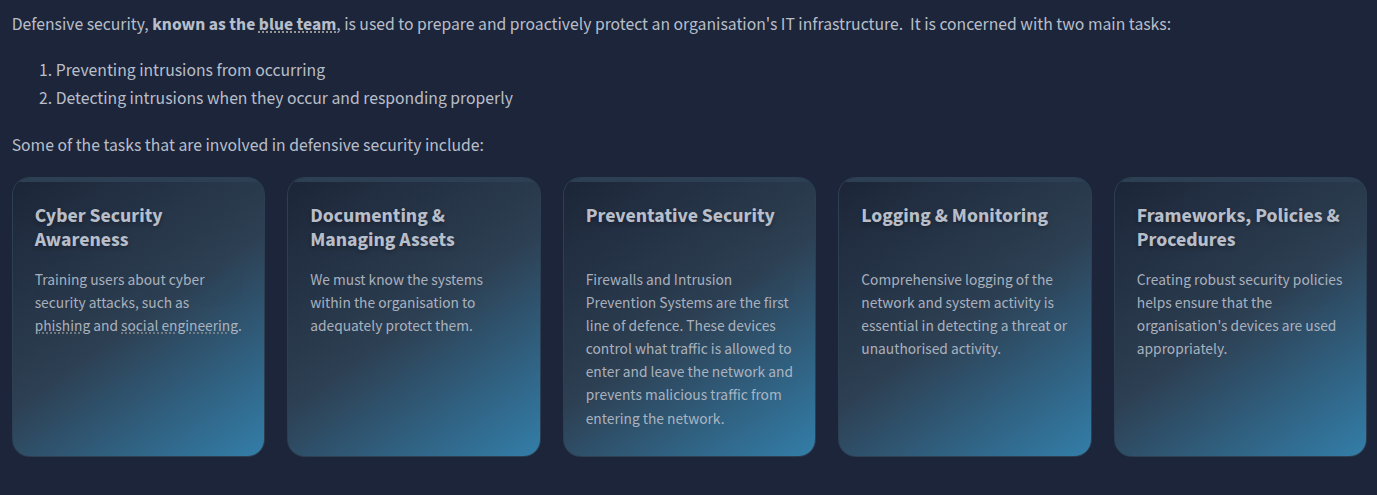 Defensive security, known as the blue team, is used to prepare and proactively protect an organisation's IT infrastructure.  It is concerned with two main tasks:
1. Preventing intrusions from occurring
2. Detecting intrusions when they occur and responding properly
Some of the tasks that are involved in defensive security include:
Cyber Security
Awareness
Training users about cyber
security attacks, such as
phishing and social engineering.
Documenting &
Managing Assets
We must know the systems
within the organisation to
adequately protect them.
Preventative Security
Firewalls and Intrusion
Prevention Systems are the first
line of defence. These devices
control what traffic is allowed to
enter and leave the network and
prevents malicious traffic from
entering the network.
Logging & Monitoring
Comprehensive logging of the
network and system activity is
essential in detecting a threat or
unauthorised activity.
Frameworks, Policies &
Procedures
Creating robust security policies
helps ensure that the
organisation's devices are used
appropriately.